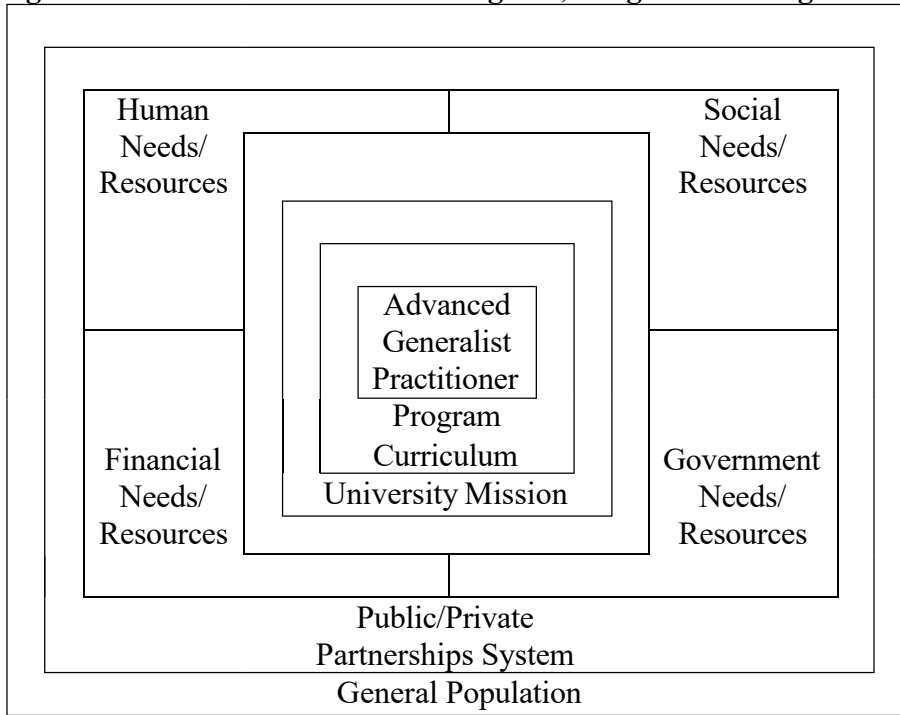 Human
Needs/
Resources
Social
Needs/
Resources
Advanced
Generalist
Practitioner
Program
Curriculum
University Mission
Financial
Needs/
Resources
Government
Needs/
Resources
Public/Private
Partnerships System
General Population